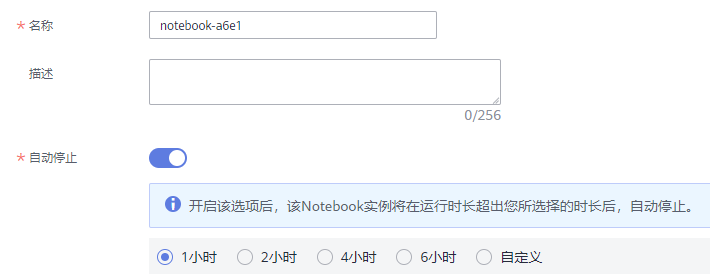 * 名称 notebook-a6e1
描述
0/256
* 自动停止
开启该选项后，该Notebook实例将在运行时长超出您所选择的时长后，自动停止。
1小时 2小时 4小时 6小时 自定义